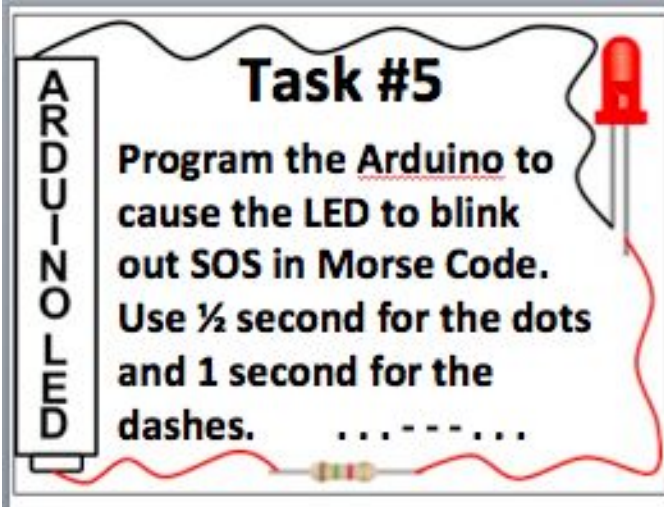 ARDUINO LED
Task #5
Program the Arduino to
cause the LED to blink
out SOS in Morse Code.
Use ½ second for the dots
and 1 second for the
dashes. ...---...